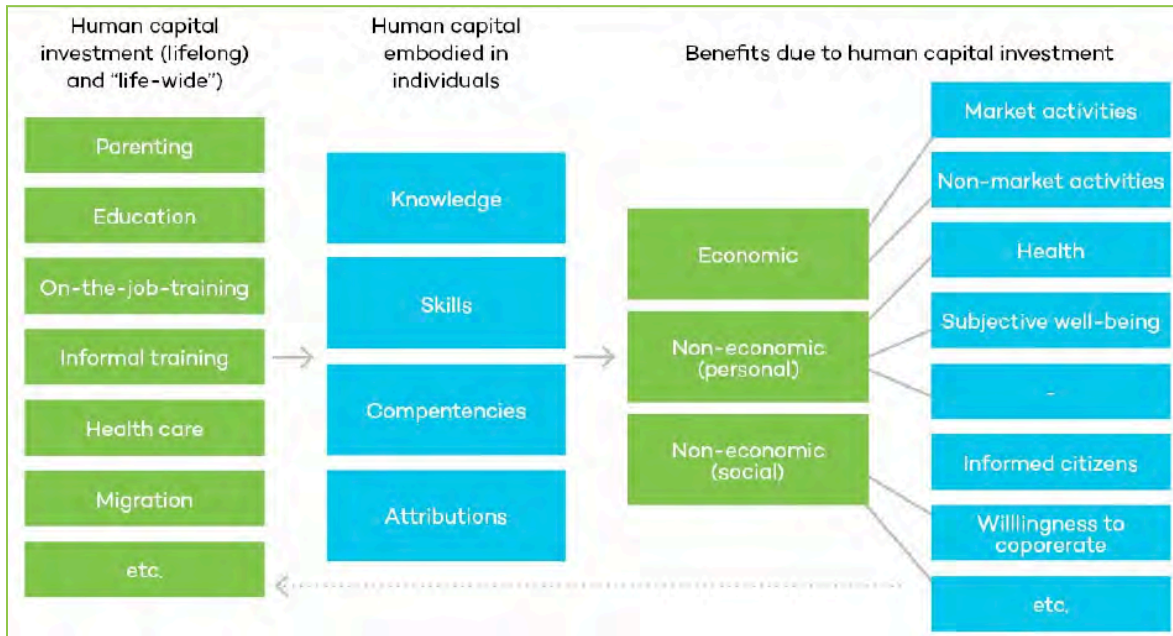 Human capital
investment (lifelong)
and “life-wide”)
Parenting
Education
On-the-job-training
Informal training
Health care
Migration
etc.
Human capital
embodied in
individuals
Knowledge
Skills
Compentencies
Attributions
Benefits due to human capital investment
Economic
Non-economic
(personal)
Non-economic
(social)
Market activities
Non-market activities
Health
Subjective well-being
-
Informed citizens
Willlingness to
coporerate
etc.